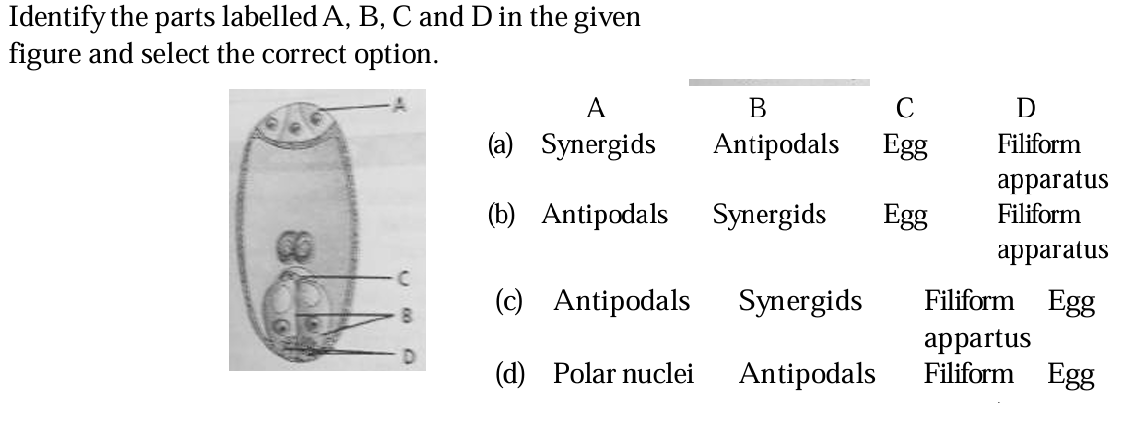 Identify the parts labelled A, B, C and D in the given
figure and select the correct option.
A
C
B
D
A B C D
(a) Synergids Antipodals Egg Filiform
apparatus
(b) Antipodals Synergids Egg Filiform
apparatus
(c) Antipodals Synergids Filiform Egg
appartus
(d) Polar nuclei Antipodals Filiform Egg